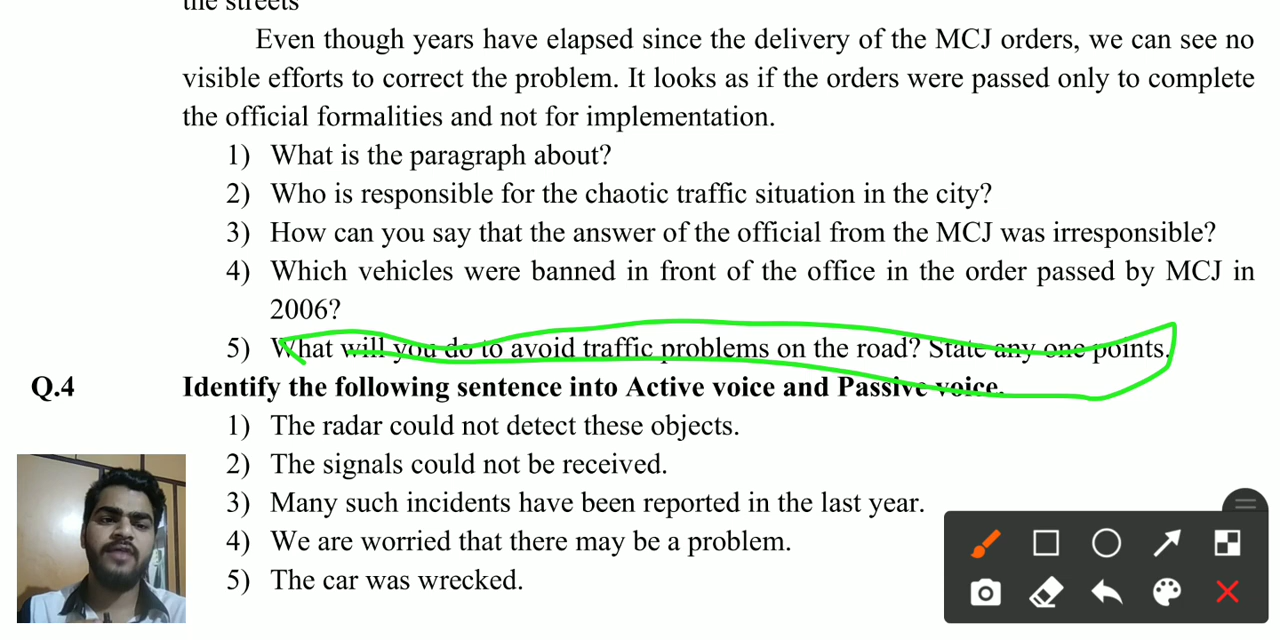 the streets
Even though years have elapsed since the delivery of the MCJ orders, we can see no
visible efforts to correct the problem. It looks as if the orders were passed only to complete
the official formalities and not for implementation.
1) What is the paragraph about?
2) Who is responsible for the chaotic traffic situation in the city?
3) How can you say that the answer of the official from the MCJ was irresponsible?
4) Which vehicles were banned in front of the office in the order passed by MCJ in
2006?
5) What will you do to avoid traffic problems on the road? State any one points.
Q.4 Identify the following sentence into Active voice and Passive voice.
1) The radar could not detect these objects.
2) The signals could not be received.
3) Many such incidents have been reported in the last year.
4) We are worried that there may be a problem.
5) The car was wrecked.